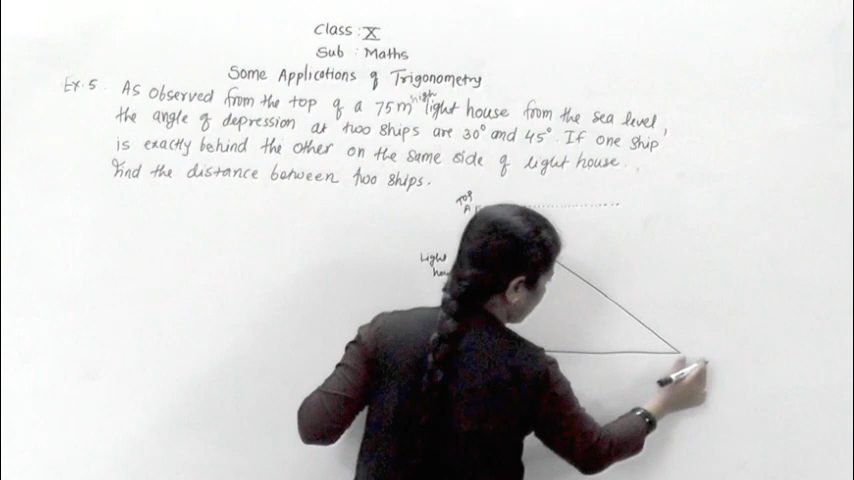 Class : X
Sub : Maths
Some Applications of Trigonometry
Ex.5. As observed from the top of a 75m high light house from the sea level,
the angle of depression at two ships are 30° and 45°. If one ship
is exactly behind the other on the same side of light house.
find the distance between two ships.
Top
A
Light